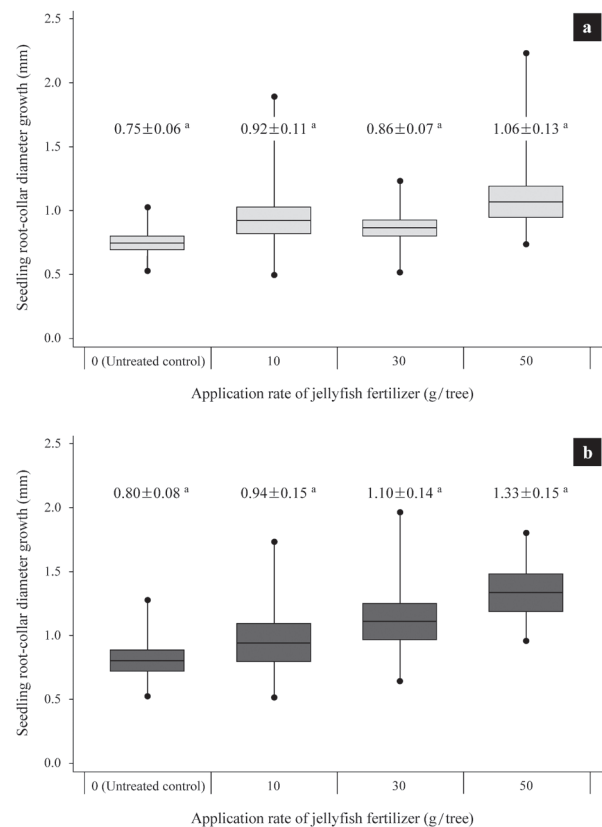 a
Seedling root-collar diameter growth (mm)
2.5
2.0
1.5
1.0
0.5
0.0
0.75±0.06 a
0.92±0.11 a
0.86±0.07 a
1.06±0.13 a
0 (Untreated control)
10
30
50
Application rate of jellyfish fertilizer (g/tree)
b
Seedling root-collar diameter growth (mm)
2.5
2.0
1.5
1.0
0.5
0.0
0.80±0.08 a
0.94±0.15 a
1.10±0.14 a
1.33±0.15 a
0 (Untreated control)
10
30
50
Application rate of jellyfish fertilizer (g/tree)